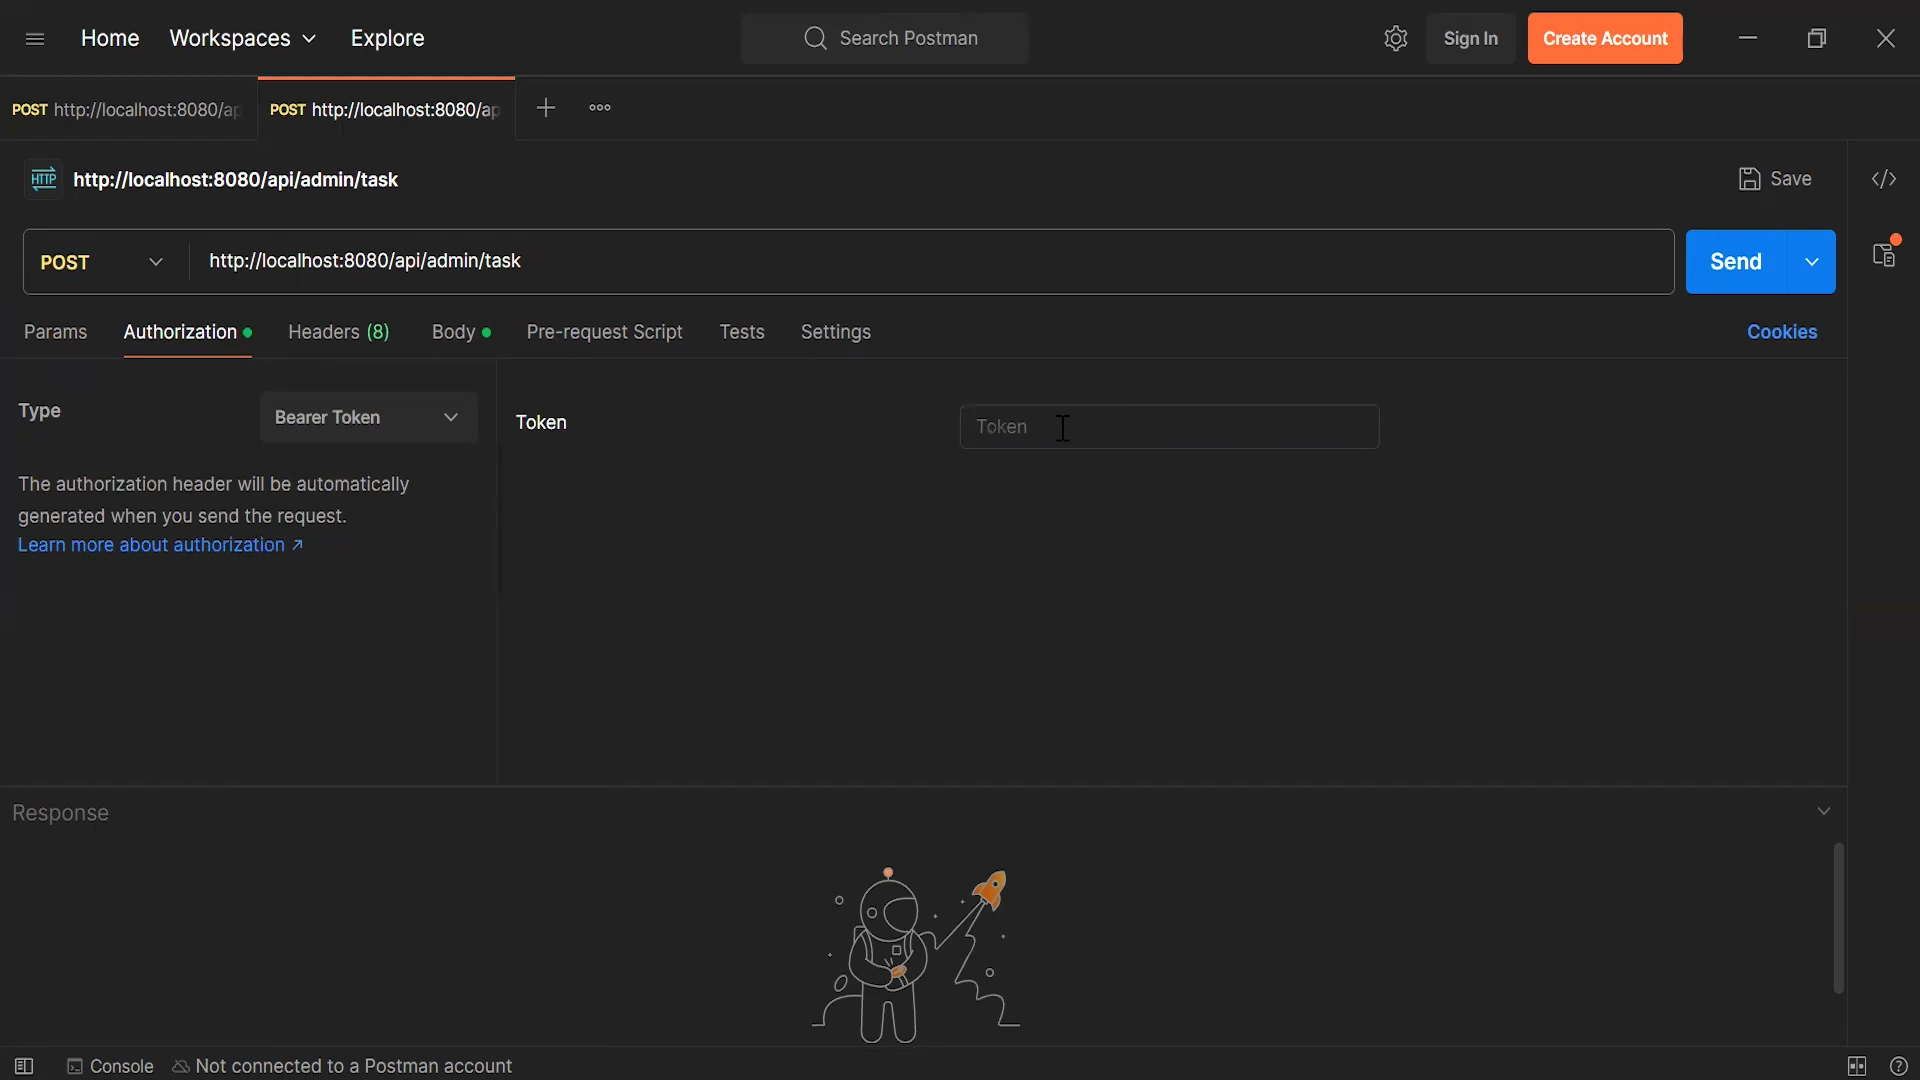 Home Workspaces Explore Search Postman Sign In Create Account
POST http://localhost:8080/ap POST http://localhost:8080/ap
HTTP http://localhost:8080/api/admin/task Save
POST http://localhost:8080/api/admin/task Send
Params Authorization Headers (8) Body Pre-request Script Tests Settings Cookies
Type Bearer Token Token Token
The authorization header will be automatically
generated when you send the request.
Learn more about authorization ↗
Response
Console Not connected to a Postman account